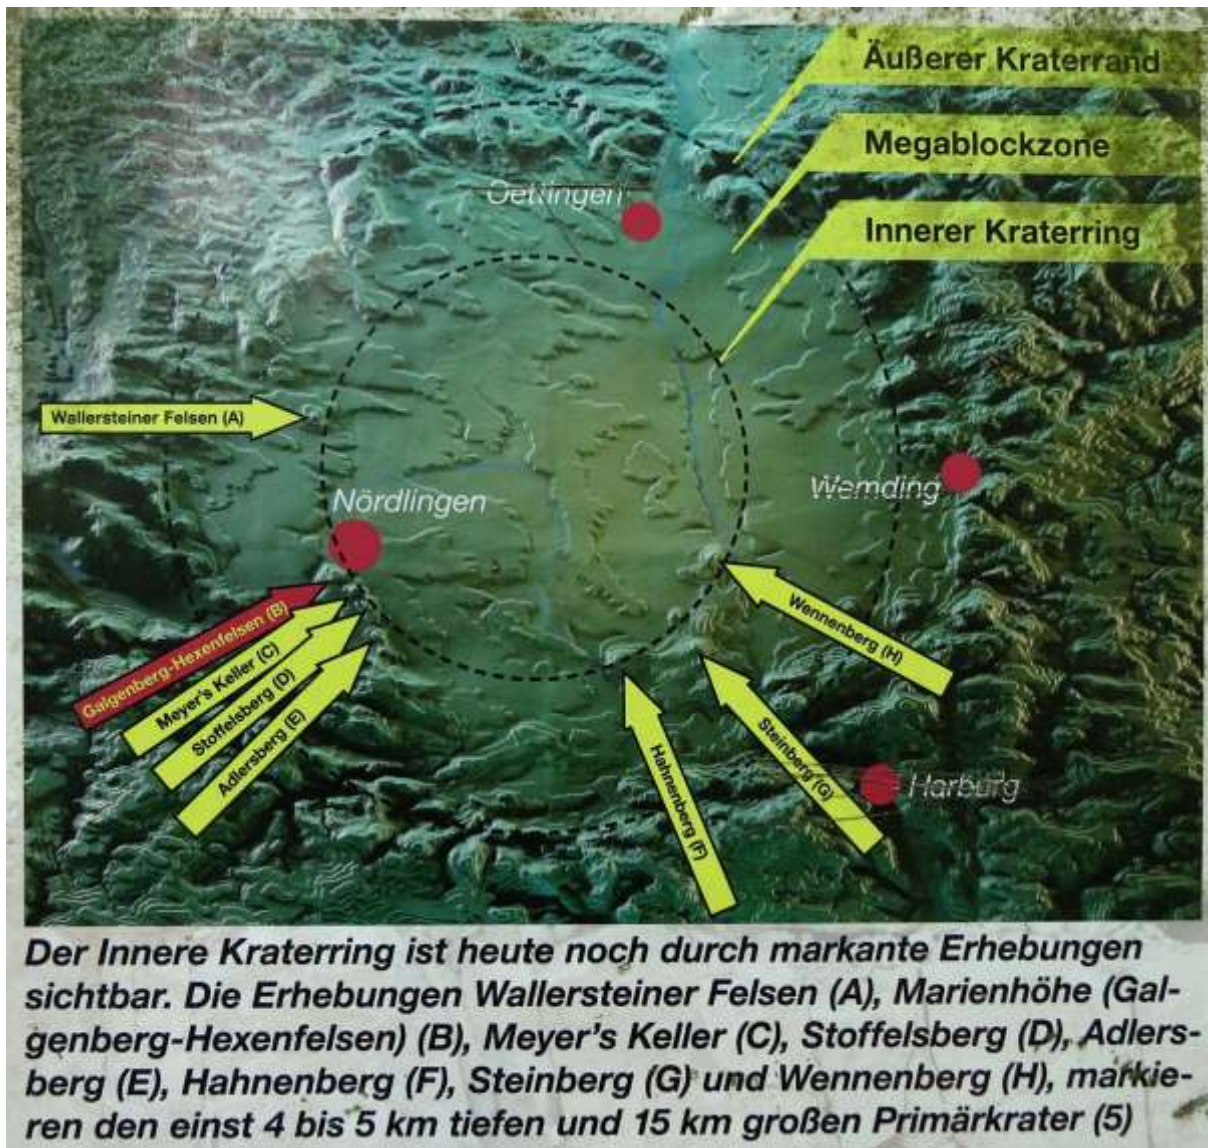 Äußerer Kraterrand
Megablockzone
Oettingen
Innerer Kraterring
Wallersteiner Felsen (A)
Nördlingen
Wemding
Galgenberg-Hexenfelsen (B)
Meyer's Keller (C)
Stoffelsberg (D)
Adlersberg (E)
Wennenberg (H)
Steinberg (G)
Hahnenberg (F)
Harburg
Der Innere Kraterring ist heute noch durch markante Erhebungen
sichtbar. Die Erhebungen Wallersteiner Felsen (A), Marienhöhe (Gal-
genberg-Hexenfelsen) (B), Meyer's Keller (C), Stoffelsberg (D), Adlers-
berg (E), Hahnenberg (F), Steinberg (G) und Wennenberg (H), markie-
ren den einst 4 bis 5 km tiefen und 15 km großen Primärkrater (5)